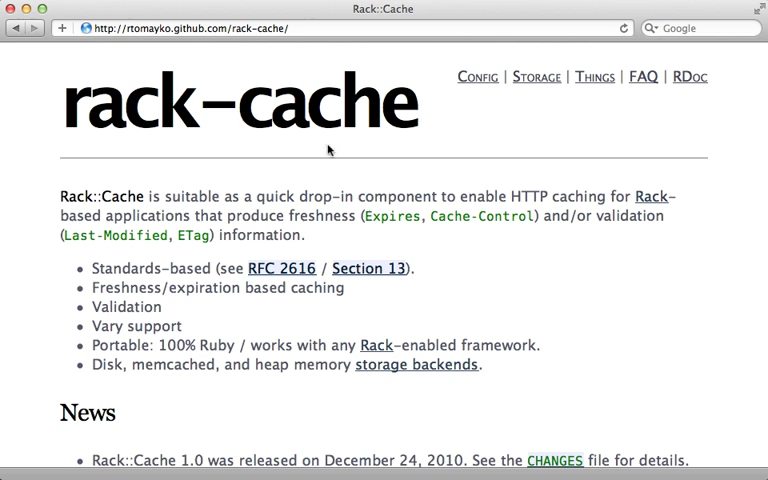 Rack::Cache
http://rtomayko.github.com/rack-cache/
Google
rack-cache
Config | Storage | Things | FAQ | RDoc
Rack::Cache is suitable as a quick drop-in component to enable HTTP caching for Rack-
based applications that produce freshness (Expires, Cache-Control) and/or validation
(Last-Modified, ETag) information.
• Standards-based (see RFC 2616 / Section 13).
• Freshness/expiration based caching
• Validation
• Vary support
• Portable: 100% Ruby / works with any Rack-enabled framework.
• Disk, memcached, and heap memory storage backends.
News
• Rack::Cache 1.0 was released on December 24, 2010. See the CHANGES file for details.